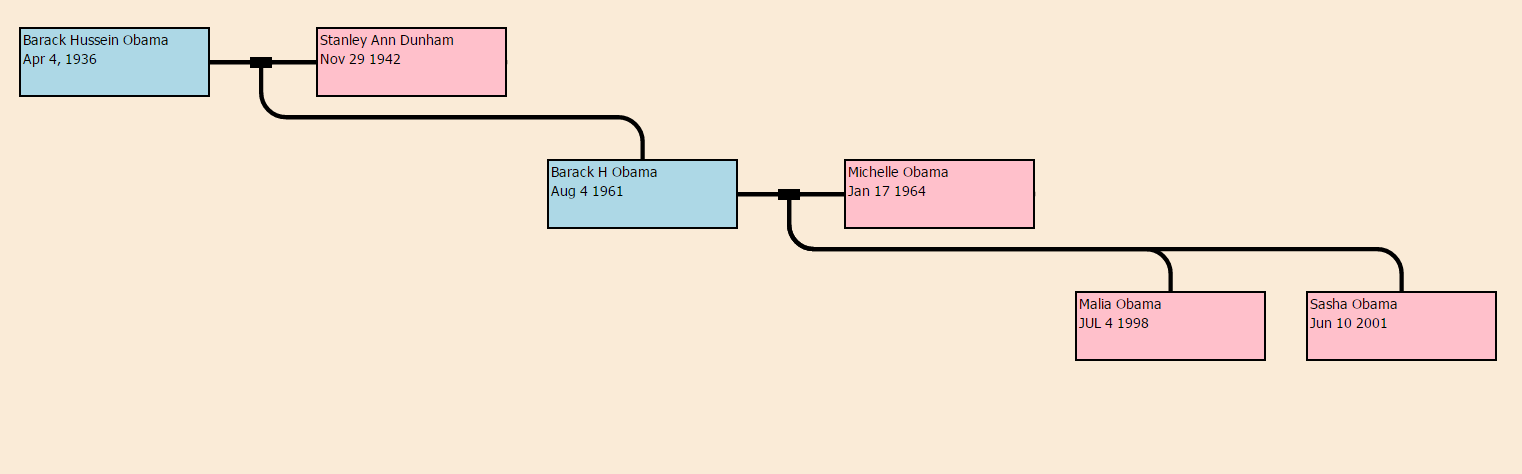 Barack Hussein Obama
Apr 4, 1936
Stanley Ann Dunham
Nov 29 1942
Barack H Obama
Aug 4 1961
Michelle Obama
Jan 17 1964
Malia Obama
JUL 4 1998
Sasha Obama
Jun 10 2001